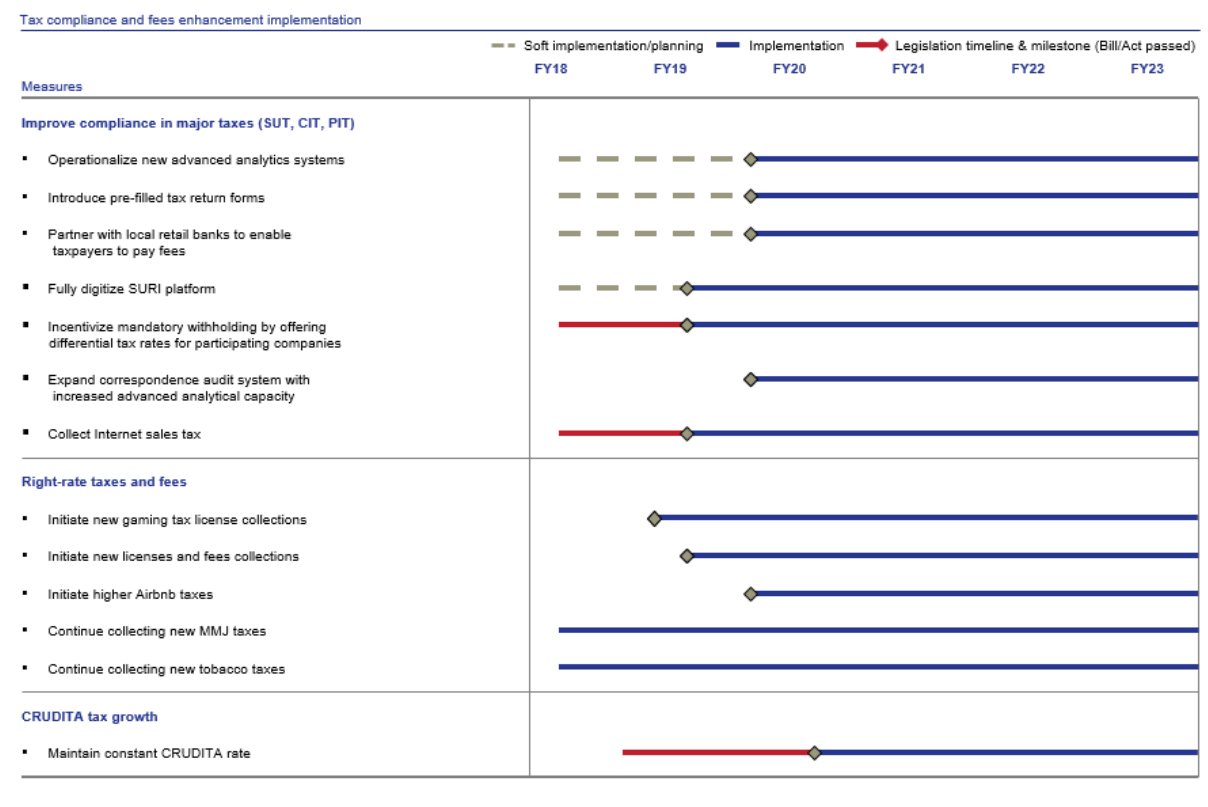 Tax compliance and fees enhancement implementation
Soft implementation/planning Implementation Legislation timeline & milestone (Bill/Act passed)
FY18 FY19 FY20 FY21 FY22 FY23
Measures
Improve compliance in major taxes (SUT, CIT, PIT)
▪ Operationalize new advanced analytics systems
▪ Introduce pre-filled tax return forms
▪ Partner with local retail banks to enable
taxpayers to pay fees
▪ Fully digitize SURI platform
▪ Incentivize mandatory withholding by offering
differential tax rates for participating companies
▪ Expand correspondence audit system with
increased advanced analytical capacity
▪ Collect Internet sales tax
Right-rate taxes and fees
▪ Initiate new gaming tax license collections
▪ Initiate new licenses and fees collections
▪ Initiate higher Airbnb taxes
▪ Continue collecting new MMJ taxes
▪ Continue collecting new tobacco taxes
CRUDITA tax growth
▪ Maintain constant CRUDITA rate